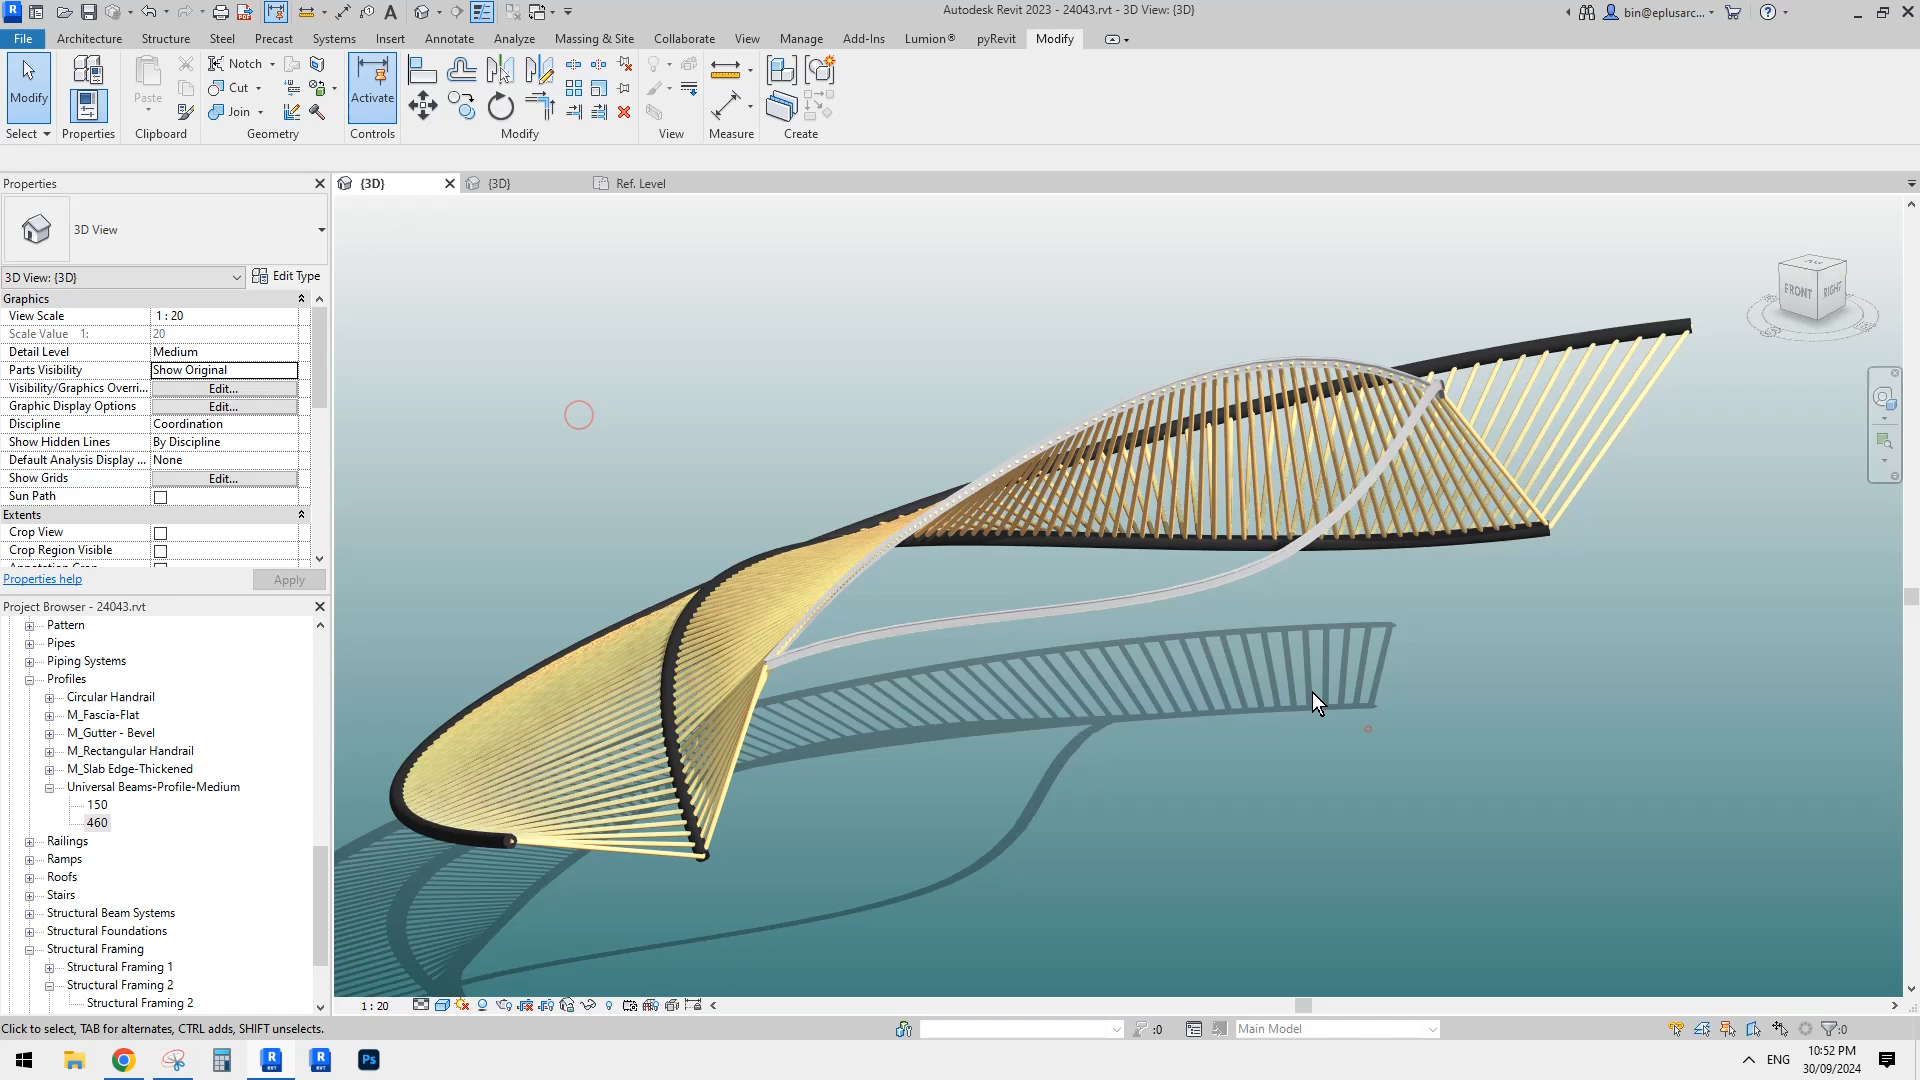 Autodesk Revit 2023 - 24043.rvt - 3D View: {3D}
bin@eplusarc...
File
Architecture
Structure
Steel
Precast
Systems
Insert
Annotate
Analyze
Massing & Site
Collaborate
View
Manage
Add-Ins
Lumion®
pyRevit
Modify
Modify
Paste
Notch
Cut
Join
Activate
Select
Properties
Clipboard
Geometry
Controls
Modify
View
Measure
Create
Properties
{3D}
{3D}
Ref. Level
3D View
3D View: {3D}
Edit Type
Graphics
View Scale 1 : 20
Scale Value 1: 20
Detail Level Medium
Parts Visibility Show Original
Visibility/Graphics Overri... Edit...
Graphic Display Options Edit...
Discipline Coordination
Show Hidden Lines By Discipline
Default Analysis Display ... None
Show Grids Edit...
Sun Path
Extents
Crop View
Crop Region Visible
Properties help
Apply
FRONT
RIGHT
Project Browser - 24043.rvt
Pattern
Pipes
Piping Systems
Profiles
Circular Handrail
M_Fascia-Flat
M_Gutter - Bevel
M_Rectangular Handrail
M_Slab Edge-Thickened
Universal Beams-Profile-Medium
150
460
Railings
Ramps
Roofs
Stairs
Structural Beam Systems
Structural Foundations
Structural Framing
Structural Framing 1
Structural Framing 2
Structural Framing 2
1 : 20
Click to select, TAB for alternates, CTRL adds, SHIFT unselects.
:0
Main Model
:0
ENG
10:52 PM
30/09/2024